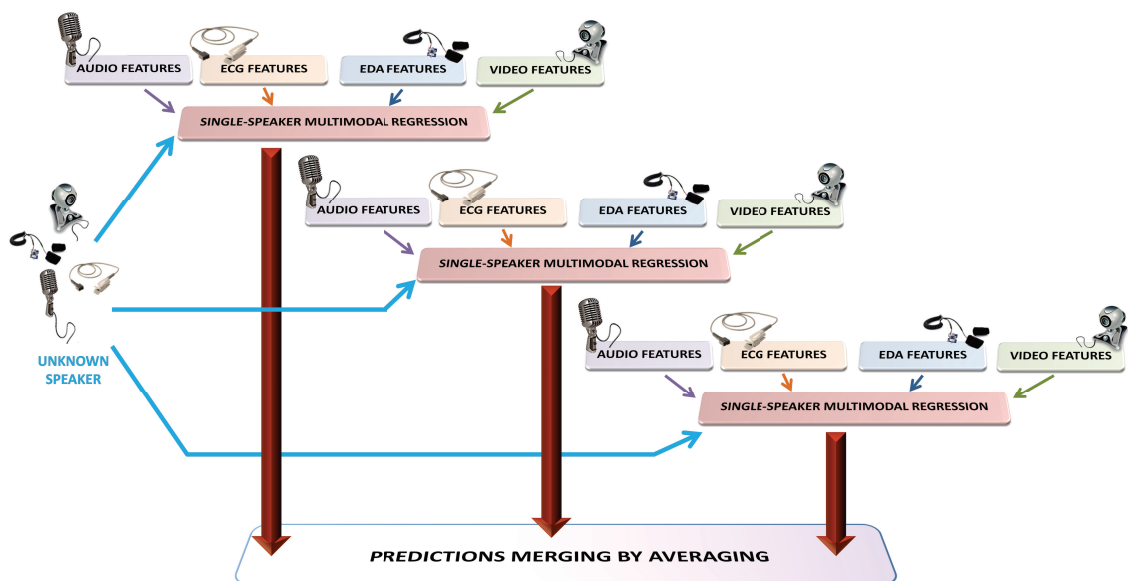 AUDIO FEATURES
ECG FEATURES
EDA FEATURES
VIDEO FEATURES
SINGLE-SPEAKER MULTIMODAL REGRESSION
AUDIO FEATURES
ECG FEATURES
EDA FEATURES
VIDEO FEATURES
SINGLE-SPEAKER MULTIMODAL REGRESSION
UNKNOWN
SPEAKER
AUDIO FEATURES
ECG FEATURES
EDA FEATURES
VIDEO FEATURES
SINGLE-SPEAKER MULTIMODAL REGRESSION
PREDICTIONS MERGING BY AVERAGING